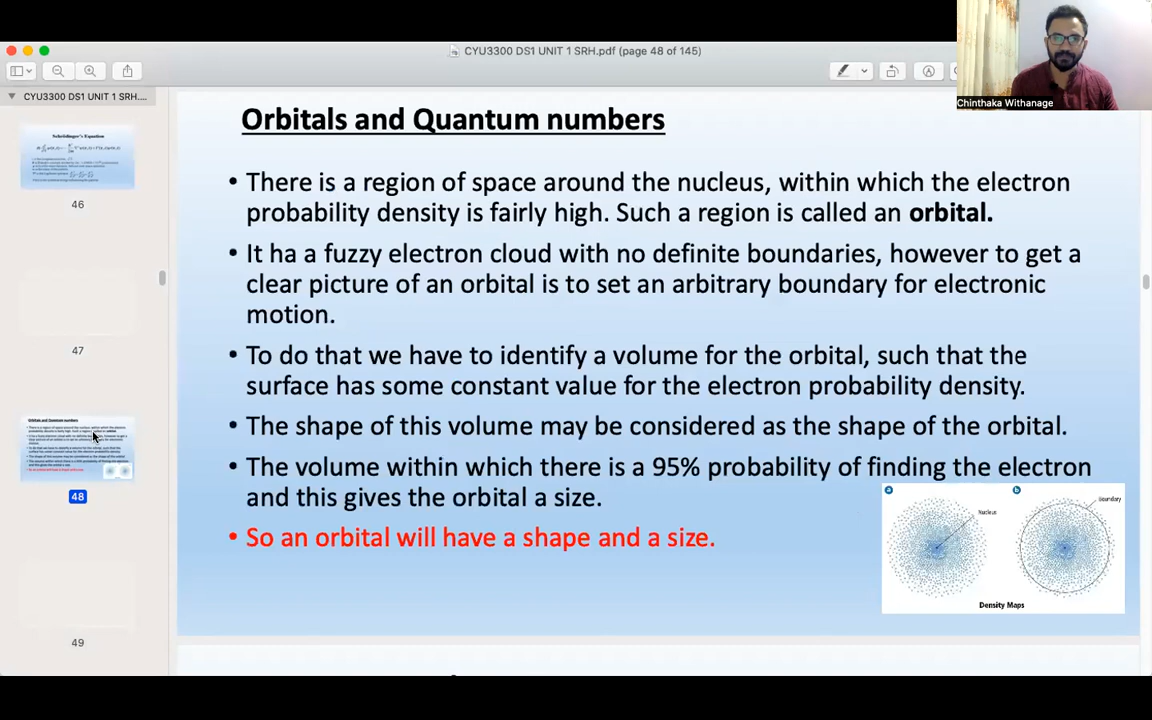 CYU3300 DS1 UNIT 1 SRH.pdf (page 48 of 145)
Chinthaka Withanage
CYU3300 DS1 UNIT 1 SRH....
Schrödinger's Equation
46
47
48
49
Orbitals and Quantum numbers
• There is a region of space around the nucleus, within which the electron
probability density is fairly high. Such a region is called an orbital.
• It ha a fuzzy electron cloud with no definite boundaries, however to get a
clear picture of an orbital is to set an arbitrary boundary for electronic
motion.
• To do that we have to identify a volume for the orbital, such that the
surface has some constant value for the electron probability density.
• The shape of this volume may be considered as the shape of the orbital.
• The volume within which there is a 95% probability of finding the electron
and this gives the orbital a size.
• So an orbital will have a shape and a size.
a
Nucleus
b
Boundary
Density Maps